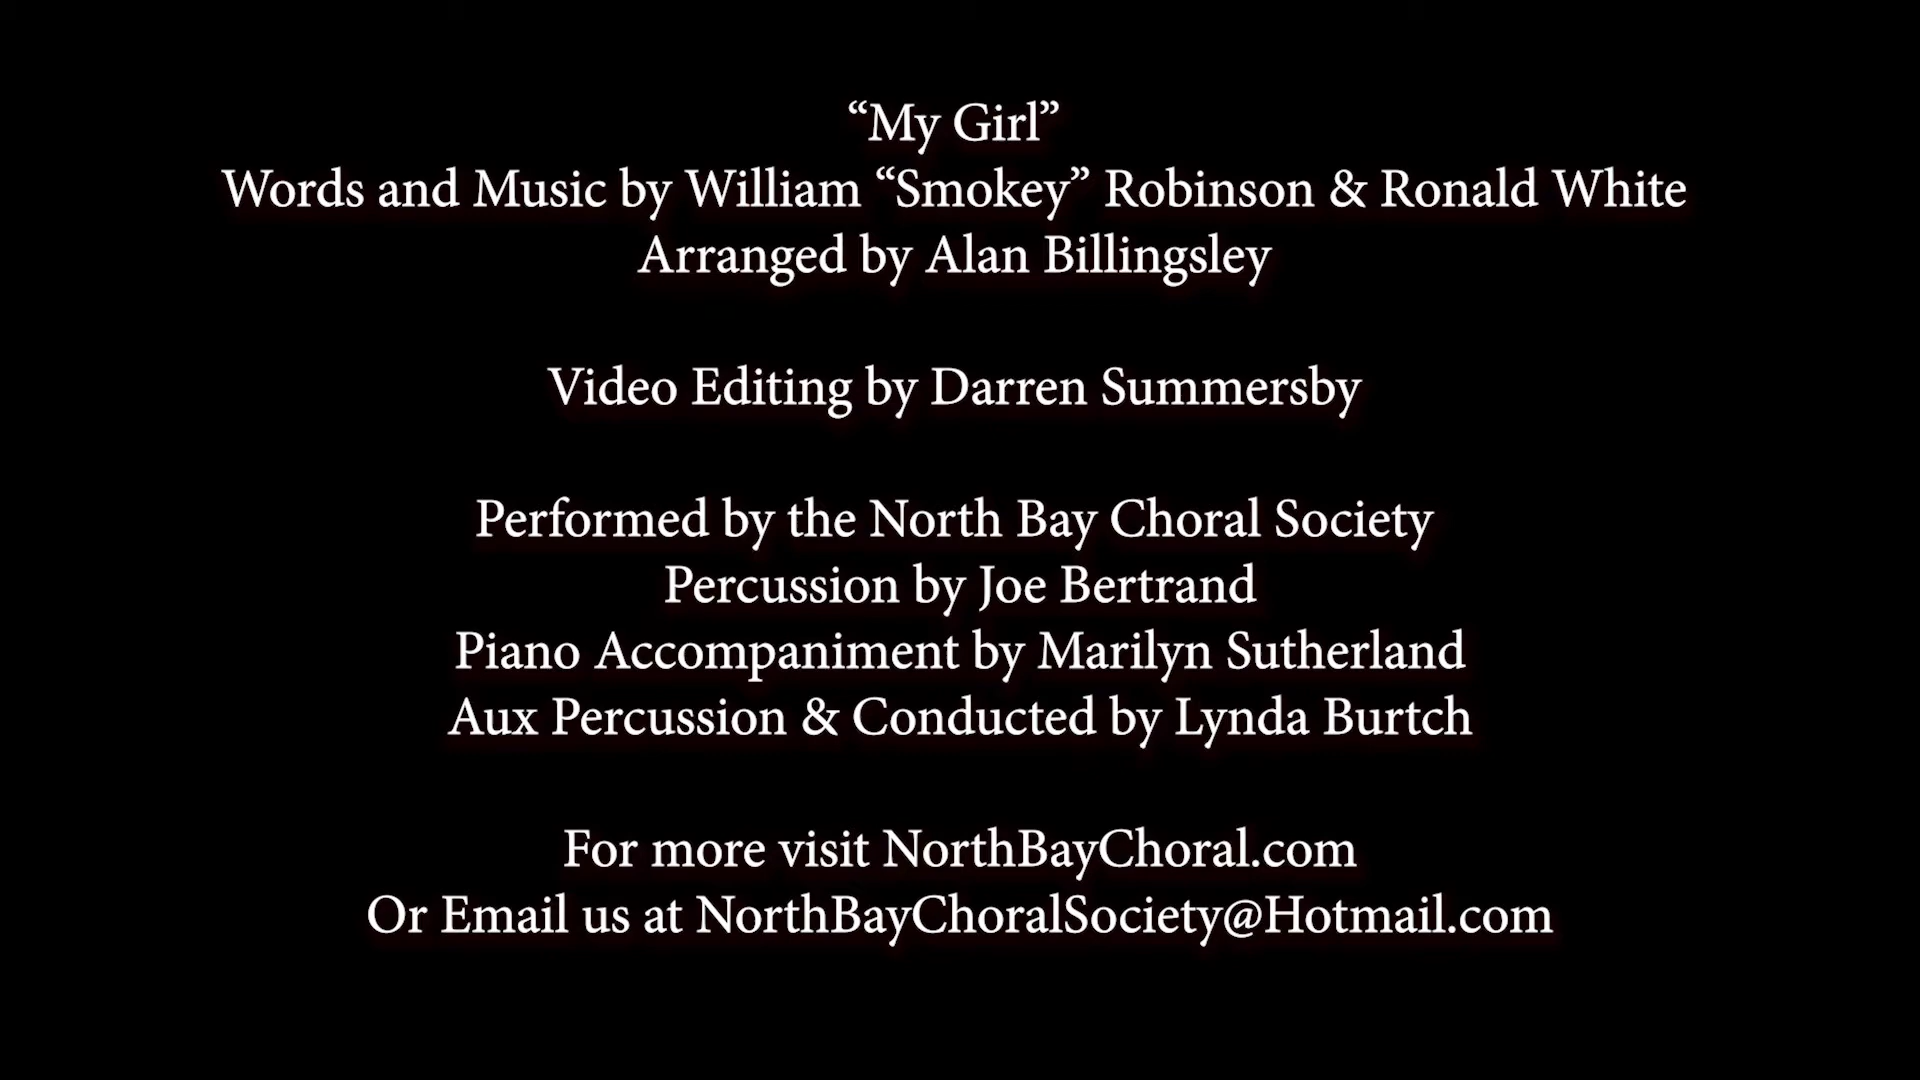 “My Girl”
Words and Music by William “Smokey” Robinson & Ronald White
Arranged by Alan Billingsley
Video Editing by Darren Summersby
Performed by the North Bay Choral Society
Percussion by Joe Bertrand
Piano Accompaniment by Marilyn Sutherland
Aux Percussion & Conducted by Lynda Burtch
For more visit NorthBayChoral.com
Or Email us at NorthBayChoralSociety@Hotmail.com